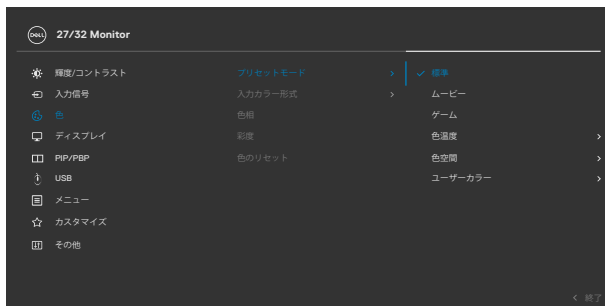 DELL 27/32 Monitor
輝度/コントラスト プリセットモード > ✓ 標準
入力信号 入力カラー形式 > ムービー
色 色相 ゲーム
ディスプレイ 彩度 色温度 >
PIP/PBP 色のリセット 色空間 >
USB ユーザーカラー >
メニュー
カスタマイズ
その他
< 終了